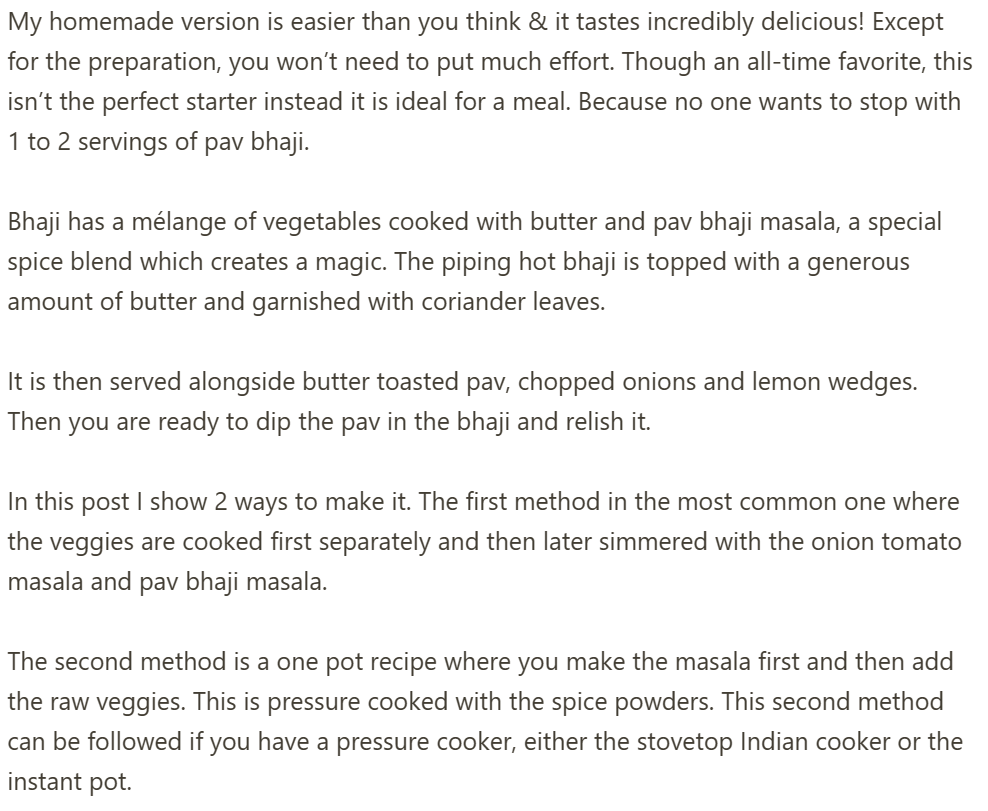 My homemade version is easier than you think & it tastes incredibly delicious! Except
for the preparation, you won’t need to put much effort. Though an all-time favorite, this
isn’t the perfect starter instead it is ideal for a meal. Because no one wants to stop with
1 to 2 servings of pav bhaji.
Bhaji has a mélange of vegetables cooked with butter and pav bhaji masala, a special
spice blend which creates a magic. The piping hot bhaji is topped with a generous
amount of butter and garnished with coriander leaves.
It is then served alongside butter toasted pav, chopped onions and lemon wedges.
Then you are ready to dip the pav in the bhaji and relish it.
In this post I show 2 ways to make it. The first method in the most common one where
the veggies are cooked first separately and then later simmered with the onion tomato
masala and pav bhaji masala.
The second method is a one pot recipe where you make the masala first and then add
the raw veggies. This is pressure cooked with the spice powders. This second method
can be followed if you have a pressure cooker, either the stovetop Indian cooker or the
instant pot.